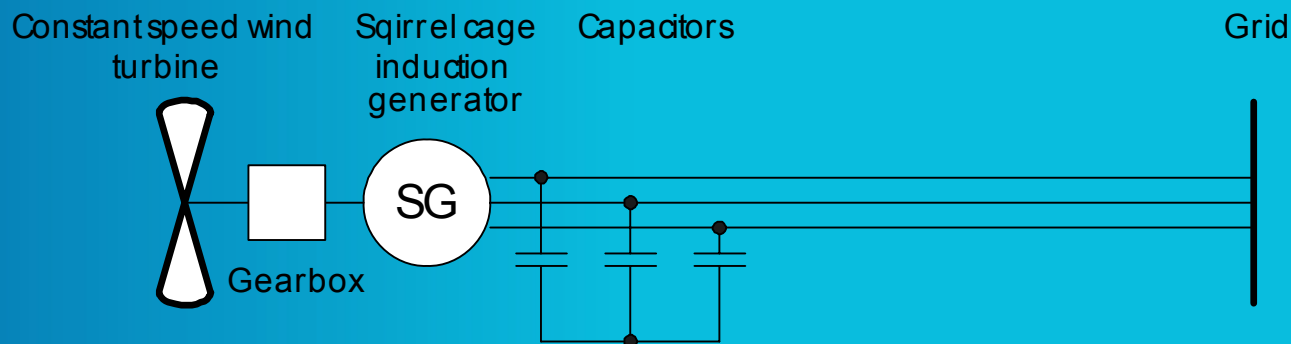 Constant speed wind
turbine
Sqirrel cage
induction
generator
Capacitors
Grid
SG
Gearbox